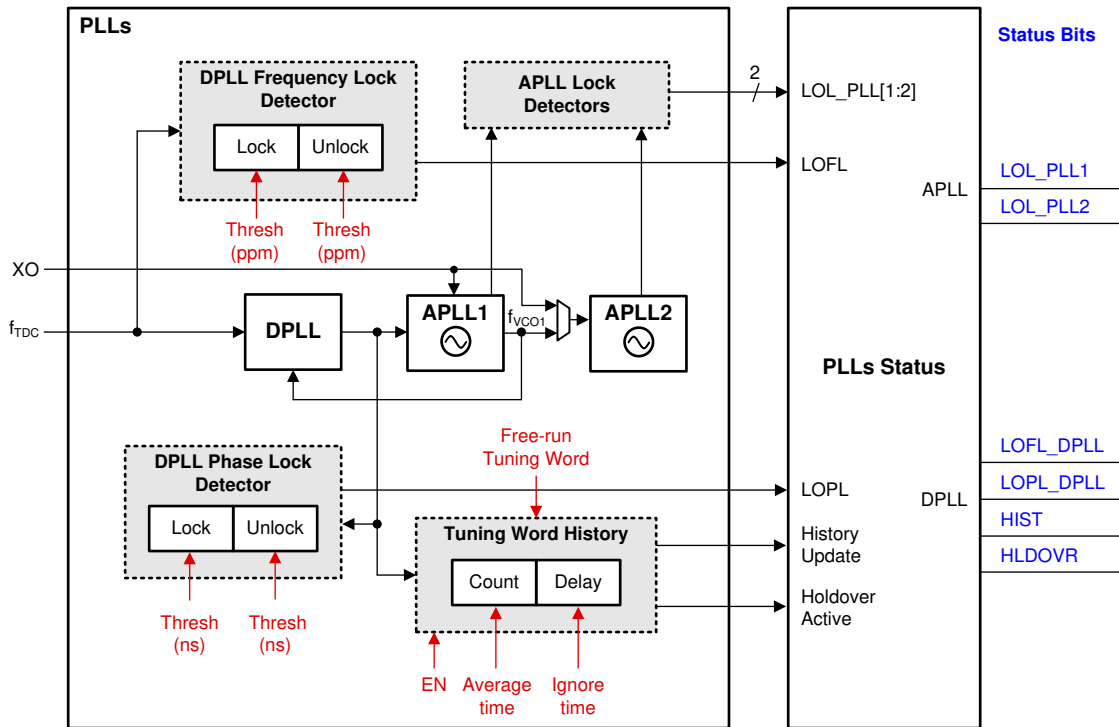 PLLs
DPLL Frequency Lock
Detector
Lock
Unlock
Thresh
(ppm)
Thresh
(ppm)
APLL Lock
Detectors
2
XO
fTDC
DPLL
APLL1
fVCO1
APLL2
DPLL Phase Lock
Detector
Lock
Unlock
Thresh
(ns)
Thresh
(ns)
Free-run
Tuning Word
Tuning Word History
Count
Delay
EN
Average
time
Ignore
time
LOL_PLL[1:2]
LOFL
APLL
PLLs Status
LOPL
DPLL
History
Update
Holdover
Active
Status Bits
LOL_PLL1
LOL_PLL2
LOFL_DPLL
LOPL_DPLL
HIST
HLDOVR